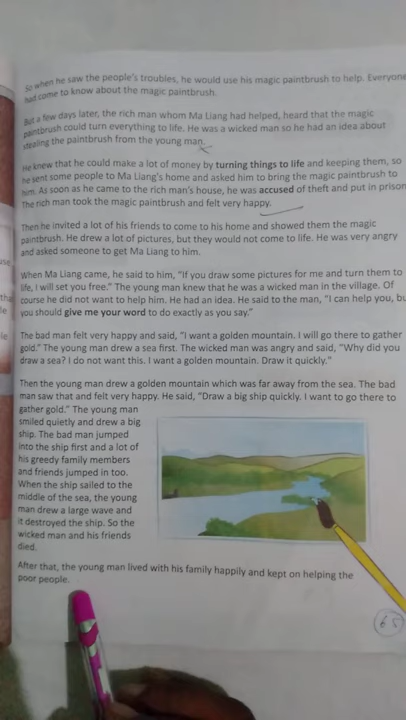 So when he saw the people's troubles, he would use his magic paintbrush to help. Everyone
had come to know about the magic paintbrush.
But a few days later, the rich man whom Ma Liang had helped, heard that the magic
paintbrush could turn everything to life. He was a wicked man so he had an idea about
stealing the paintbrush from the young man.
He knew that he could make a lot of money by turning things to life and keeping them, so
he sent some people to Ma Liang's home and asked him to bring the magic paintbrush to
him. As soon as he came to the rich man's house, he was accused of theft and put in prison.
The rich man took the magic paintbrush and felt very happy.
Then he invited a lot of his friends to come to his home and showed them the magic
paintbrush. He drew a lot of pictures, but they would not come to life. He was very angry
and asked someone to get Ma Liang to him.
When Ma Liang came, he said to him, "If you draw some pictures for me and turn them to
life, I will set you free." The young man knew that he was a wicked man in the village. Of
course he did not want to help him. He had an idea. He said to the man, "I can help you, bu
you should give me your word to do exactly as you say."
The bad man felt very happy and said, "I want a golden mountain. I will go there to gather
gold." The young man drew a sea first. The wicked man was angry and said, "Why did you
draw a sea? I do not want this. I want a golden mountain. Draw it quickly."
Then the young man drew a golden mountain which was far away from the sea. The bad
man saw that and felt very happy. He said, "Draw a big ship quickly. I want to go there to
gather gold." The young man
smiled quietly and drew a big
ship. The bad man jumped
into the ship first and a lot of
his greedy family members
and friends jumped in too.
When the ship sailed to the
middle of the sea, the young
man drew a large wave and
it destroyed the ship. So the
wicked man and his friends
died.
After that, the young man lived with his family happily and kept on helping the
poor people.
65